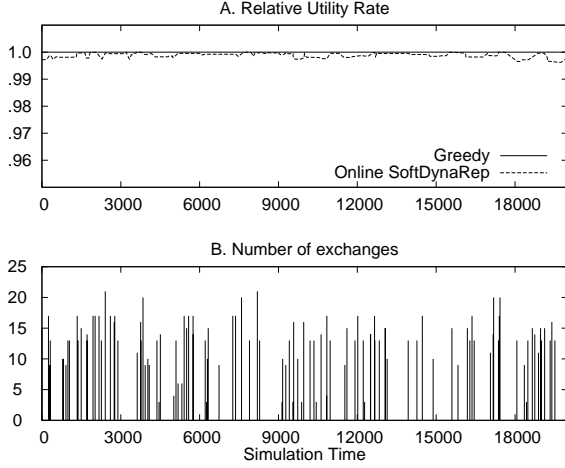 A. Relative Utility Rate
1.0
.99
.98
.97
.96
Greedy
Online SoftDynaRep
0 3000 6000 9000 12000 15000 18000
B. Number of exchanges
25
20
15
10
5
0
0 3000 6000 9000 12000 15000 18000
Simulation Time